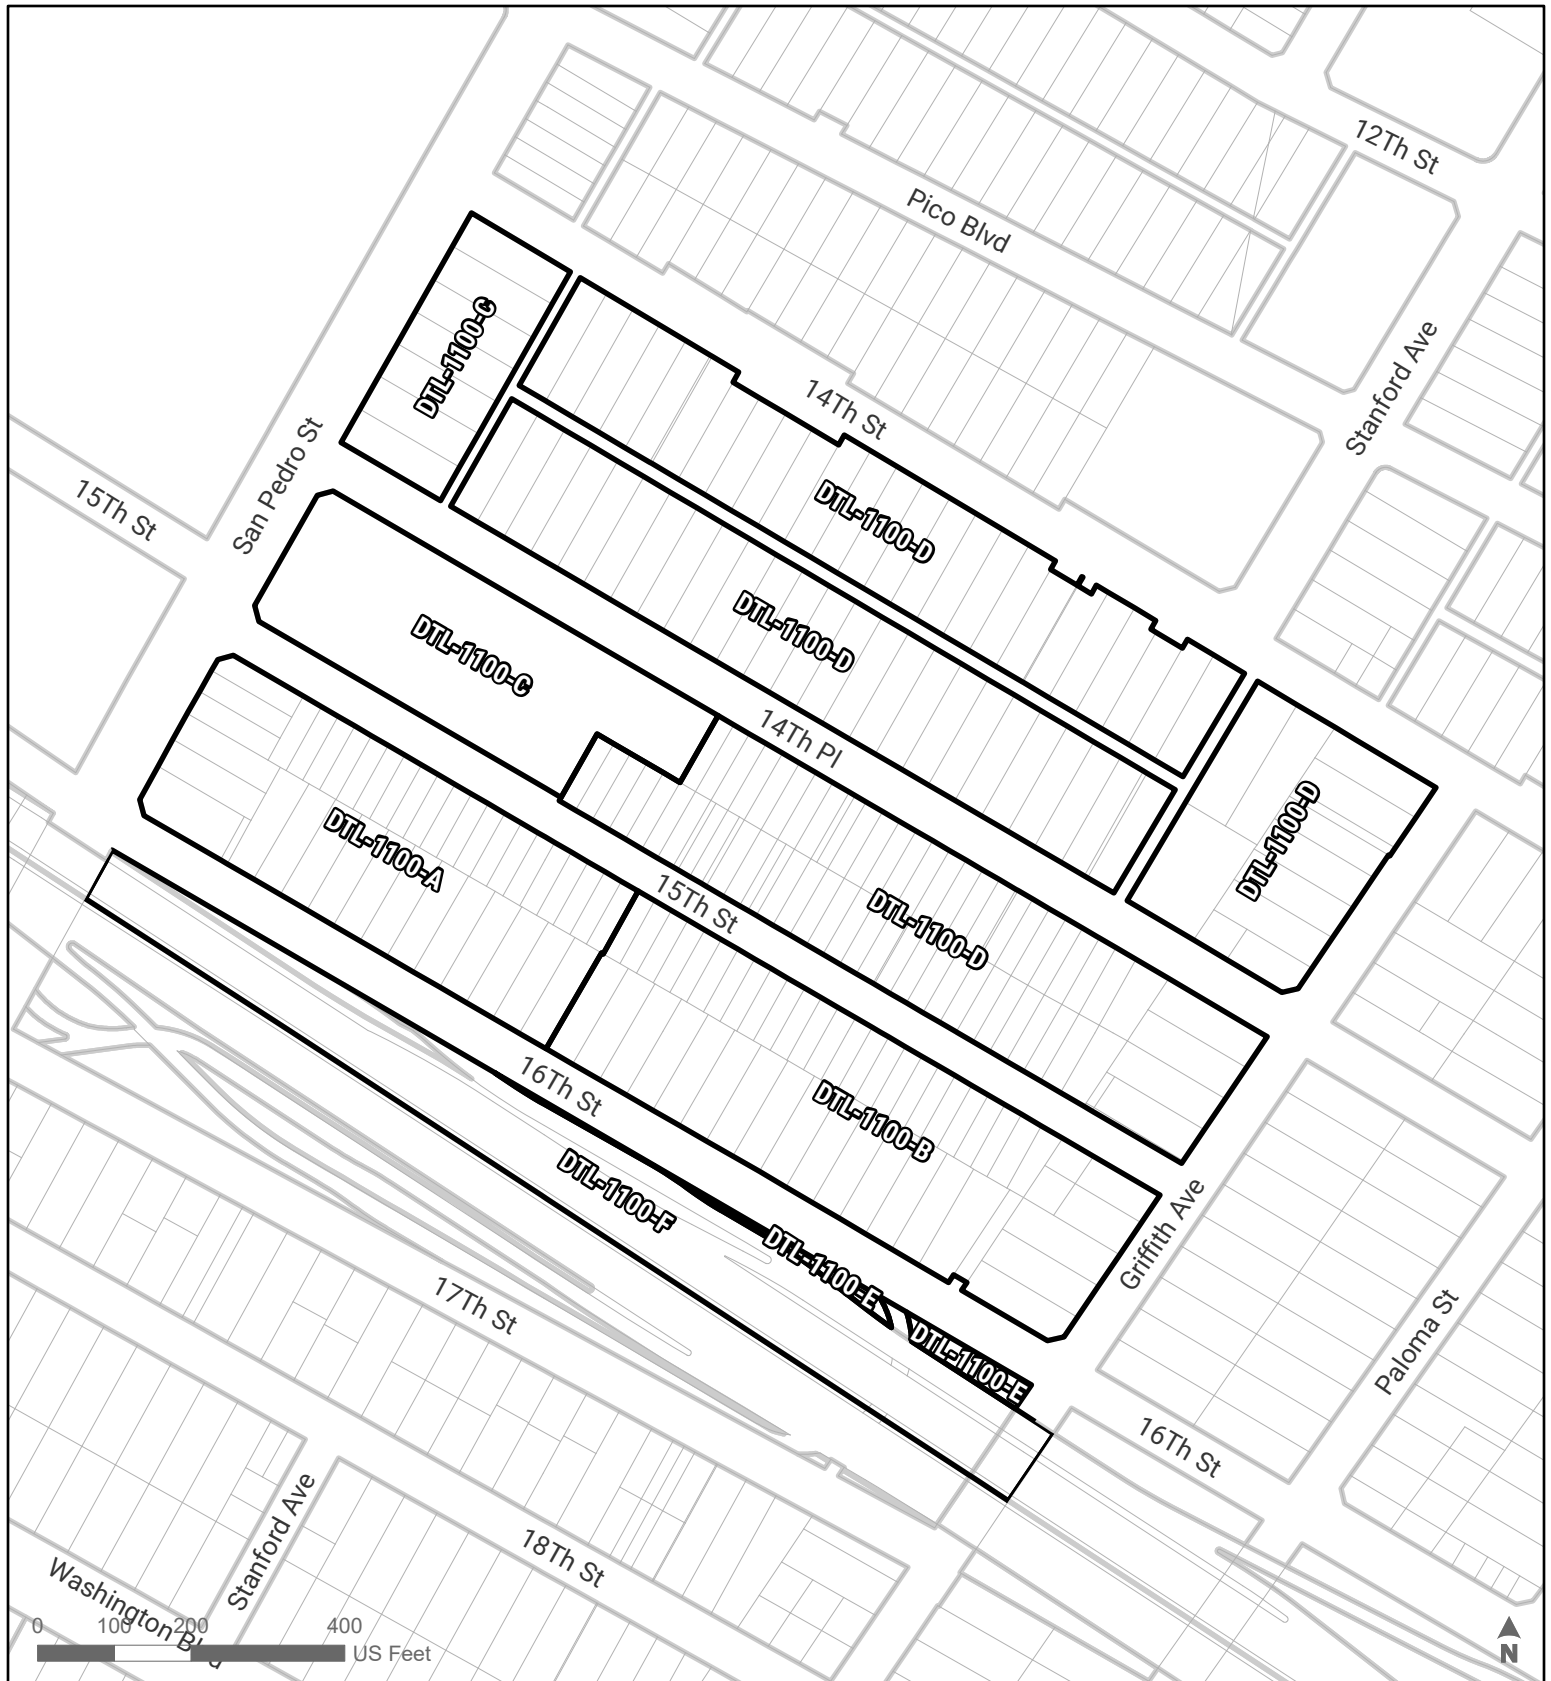 12Th St
Pico Blvd
Stanford Ave
DTL-1100-C
14Th St
San Pedro St
15Th St
DTL-1100-D
DTL-1100-D
DTL-1100-C
14Th Pl
DTL-1100-D
DTL-1100-A
15Th St
DTL-1100-D
16Th St
DTL-1100-B
DTL-1100-F
Griffith Ave
DTL-1100-E
17Th St
DTL-1100-E
Paloma St
16Th St
Stanford Ave
18Th St
Washington Blvd
0 100 200 400
US Feet
N